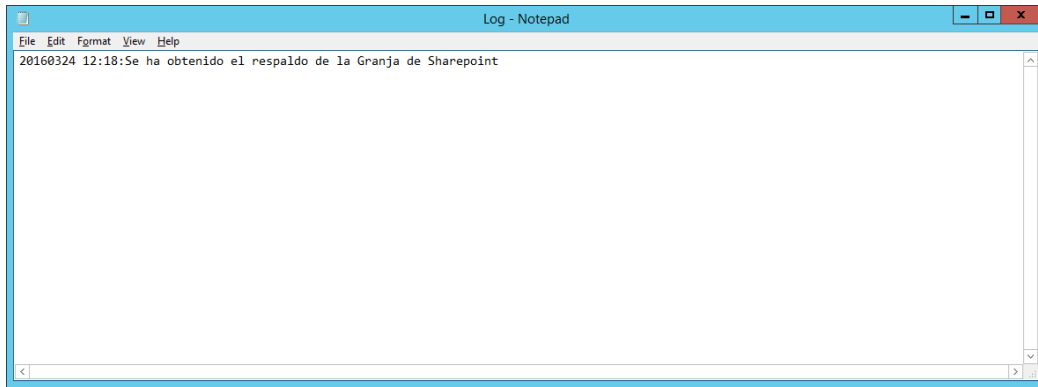 Log - Notepad
File Edit Format View Help
20160324 12:18:Se ha obtenido el respaldo de la Granja de Sharepoint